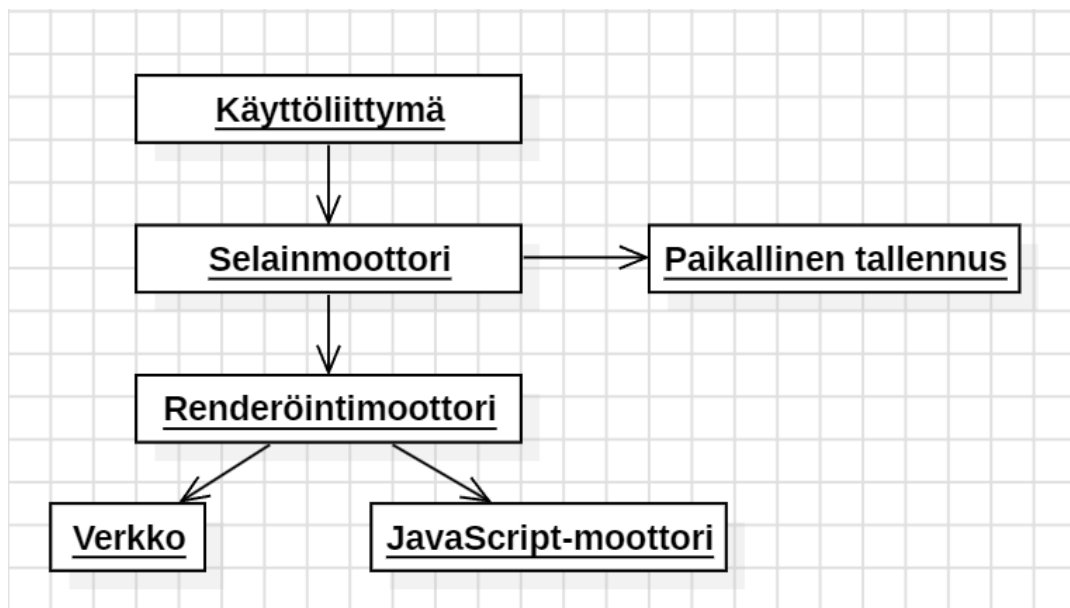 Käyttöliittymä
Selainmoottori
Paikallinen tallennus
Renderöintimoottori
Verkko
JavaScript-moottori